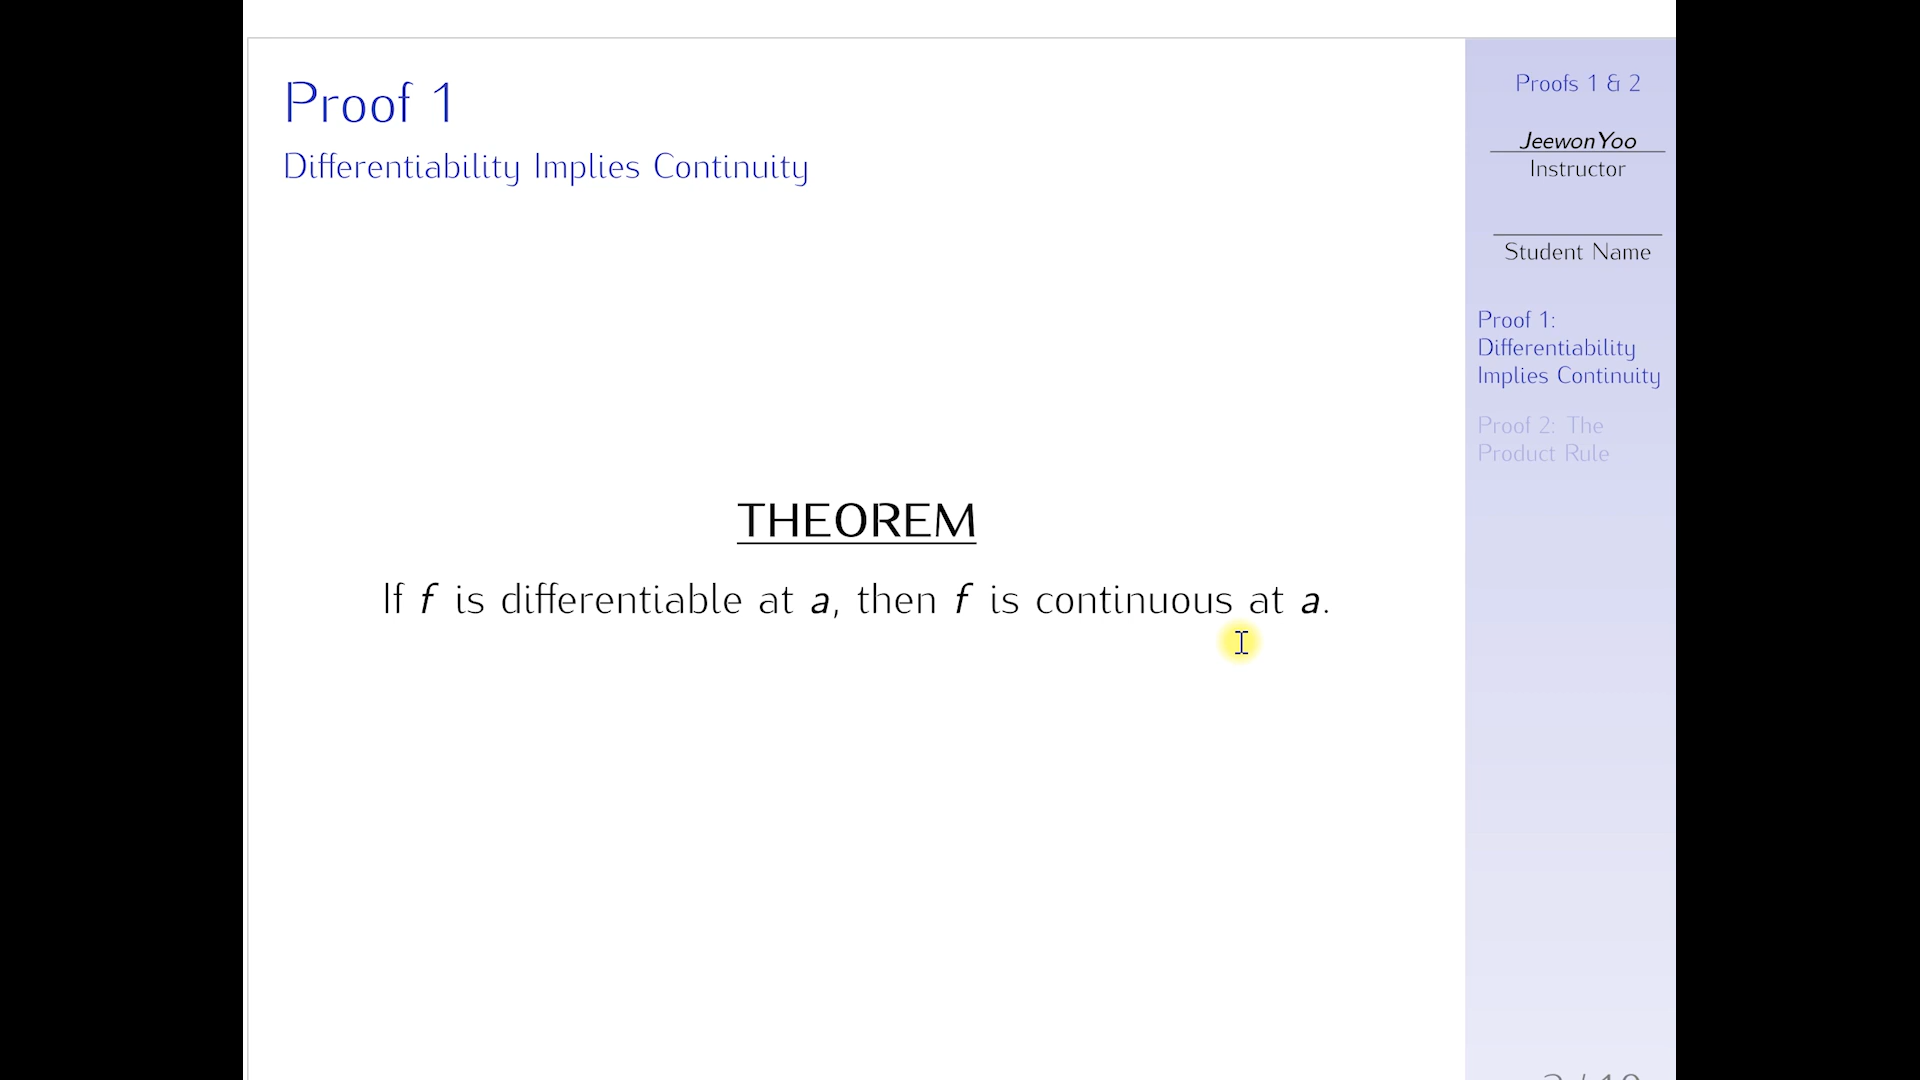 Proof 1
Differentiability Implies Continuity
THEOREM
If f is differentiable at a, then f is continuous at a.
Proofs 1 & 2
JeewonYoo
Instructor
Student Name
Proof 1:
Differentiability
Implies Continuity
Proof 2: The
Product Rule